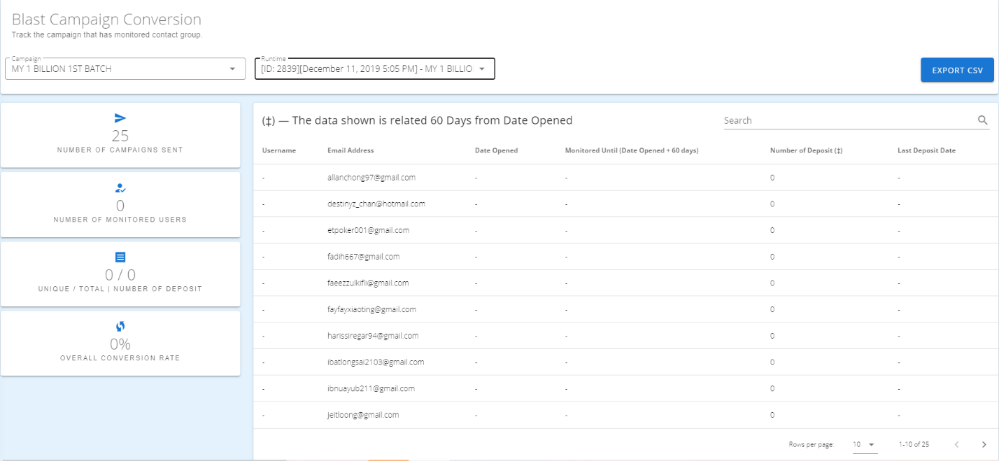 Blast Campaign Conversion
Track the campaign that has monitored contact group.
Campaign
MY 1 BILLION 1ST BATCH
Runtime
[ID: 2839][December 11, 2019 5:05 PM] - MY 1 BILLIO
EXPORT CSV
25
NUMBER OF CAMPAIGNS SENT
0
NUMBER OF MONITORED USERS
0 / 0
UNIQUE / TOTAL | NUMBER OF DEPOSIT
0%
OVERALL CONVERSION RATE
(‡) — The data shown is related 60 Days from Date Opened
Search
Username Email Address Date Opened Monitored Until (Date Opened + 60 days) Number of Deposit (‡) Last Deposit Date
- allanchong97@gmail.com - - 0 -
- destinyz_chan@hotmail.com - - 0 -
- etpoker001@gmail.com - - 0 -
- fadih667@gmail.com - - 0 -
- faeezzulkifli@gmail.com - - 0 -
- fayfayxiaoting@gmail.com - - 0 -
- harissiregar94@gmail.com - - 0 -
- ibatlongsai2103@gmail.com - - 0 -
- ibnuayub211@gmail.com - - 0 -
- jeitloong@gmail.com - - 0 -
Rows per page: 10 1-10 of 25